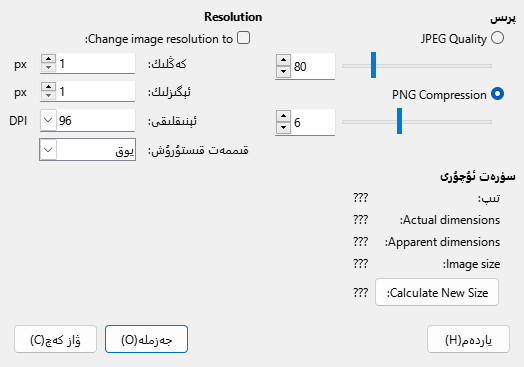 پرىس
JPEG Quality
80
PNG Compression
6
Resolution
Change image resolution to:
كەڭلىك: 1 px
ئېگىزلىك: 1 px
ئېنىقلىقى: 96 DPI
قىممەت قىستۇرۇش: يوق
سۈرەت ئۇچۇرى
تىپ: ???
Actual dimensions: ???
Apparent dimensions: ???
Image size: ???
Calculate New Size: ???
ياردەم(H)
جەزملە(O)
ۋاز كەچ(C)